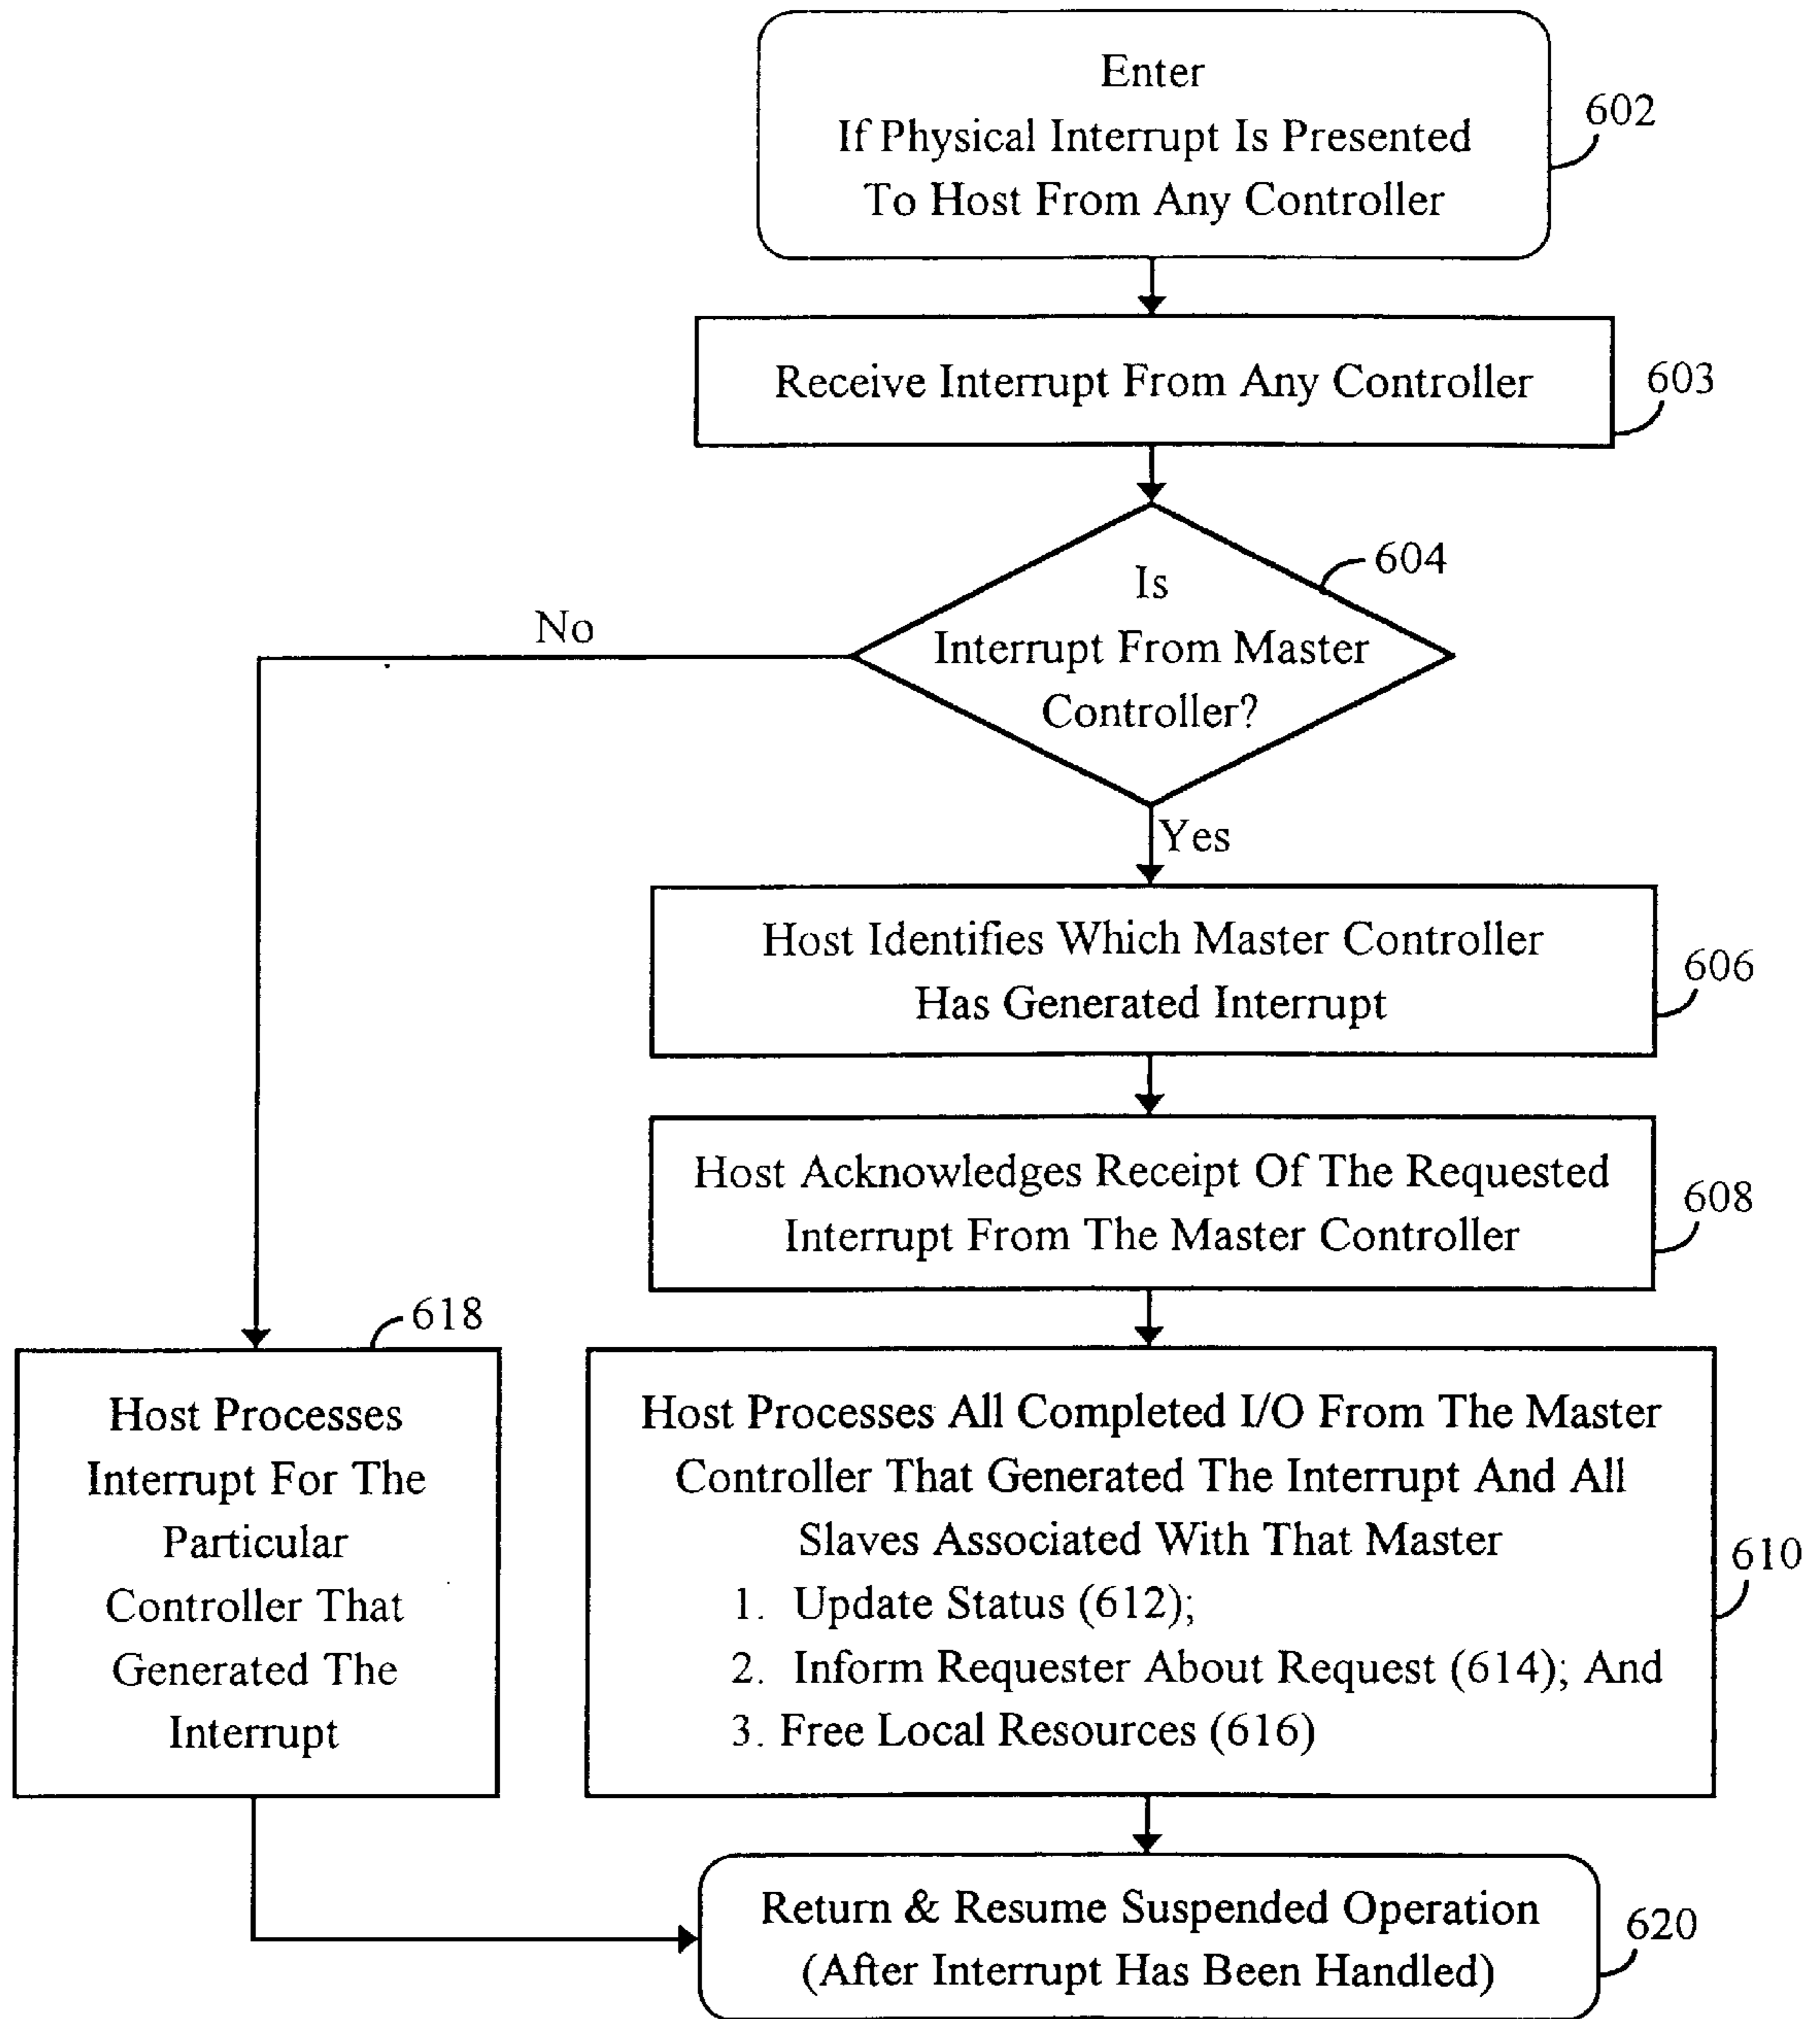 Enter
If Physical Interrupt Is Presented
To Host From Any Controller
602
Receive Interrupt From Any Controller
603
604
Is
Interrupt From Master
Controller?
No
Yes
Host Identifies Which Master Controller
Has Generated Interrupt
606
Host Acknowledges Receipt Of The Requested
Interrupt From The Master Controller
608
618
Host Processes
Interrupt For The
Particular
Controller That
Generated The
Interrupt
Host Processes All Completed I/O From The Master
Controller That Generated The Interrupt And All
Slaves Associated With That Master
1. Update Status (612);
2. Inform Requester About Request (614); And
3. Free Local Resources (616)
610
Return & Resume Suspended Operation
(After Interrupt Has Been Handled)
620